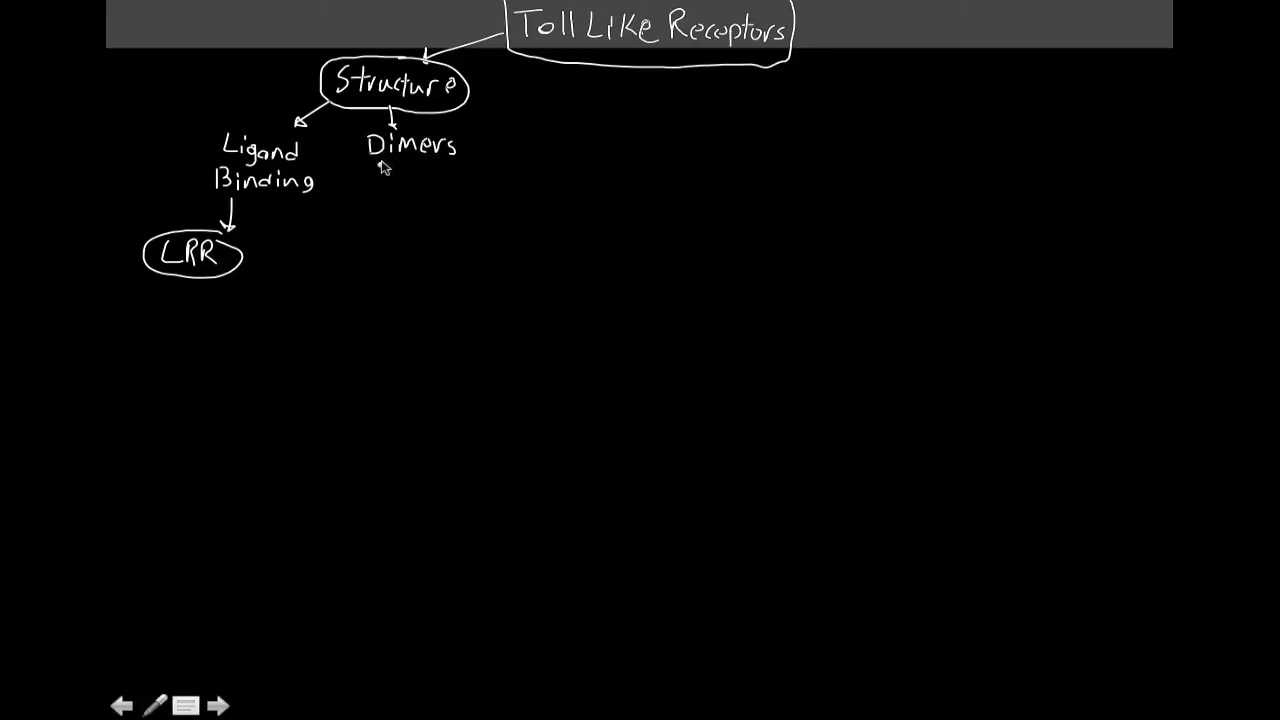 Toll Like Receptors
Structure
Ligand
Binding
Dimers
LRR